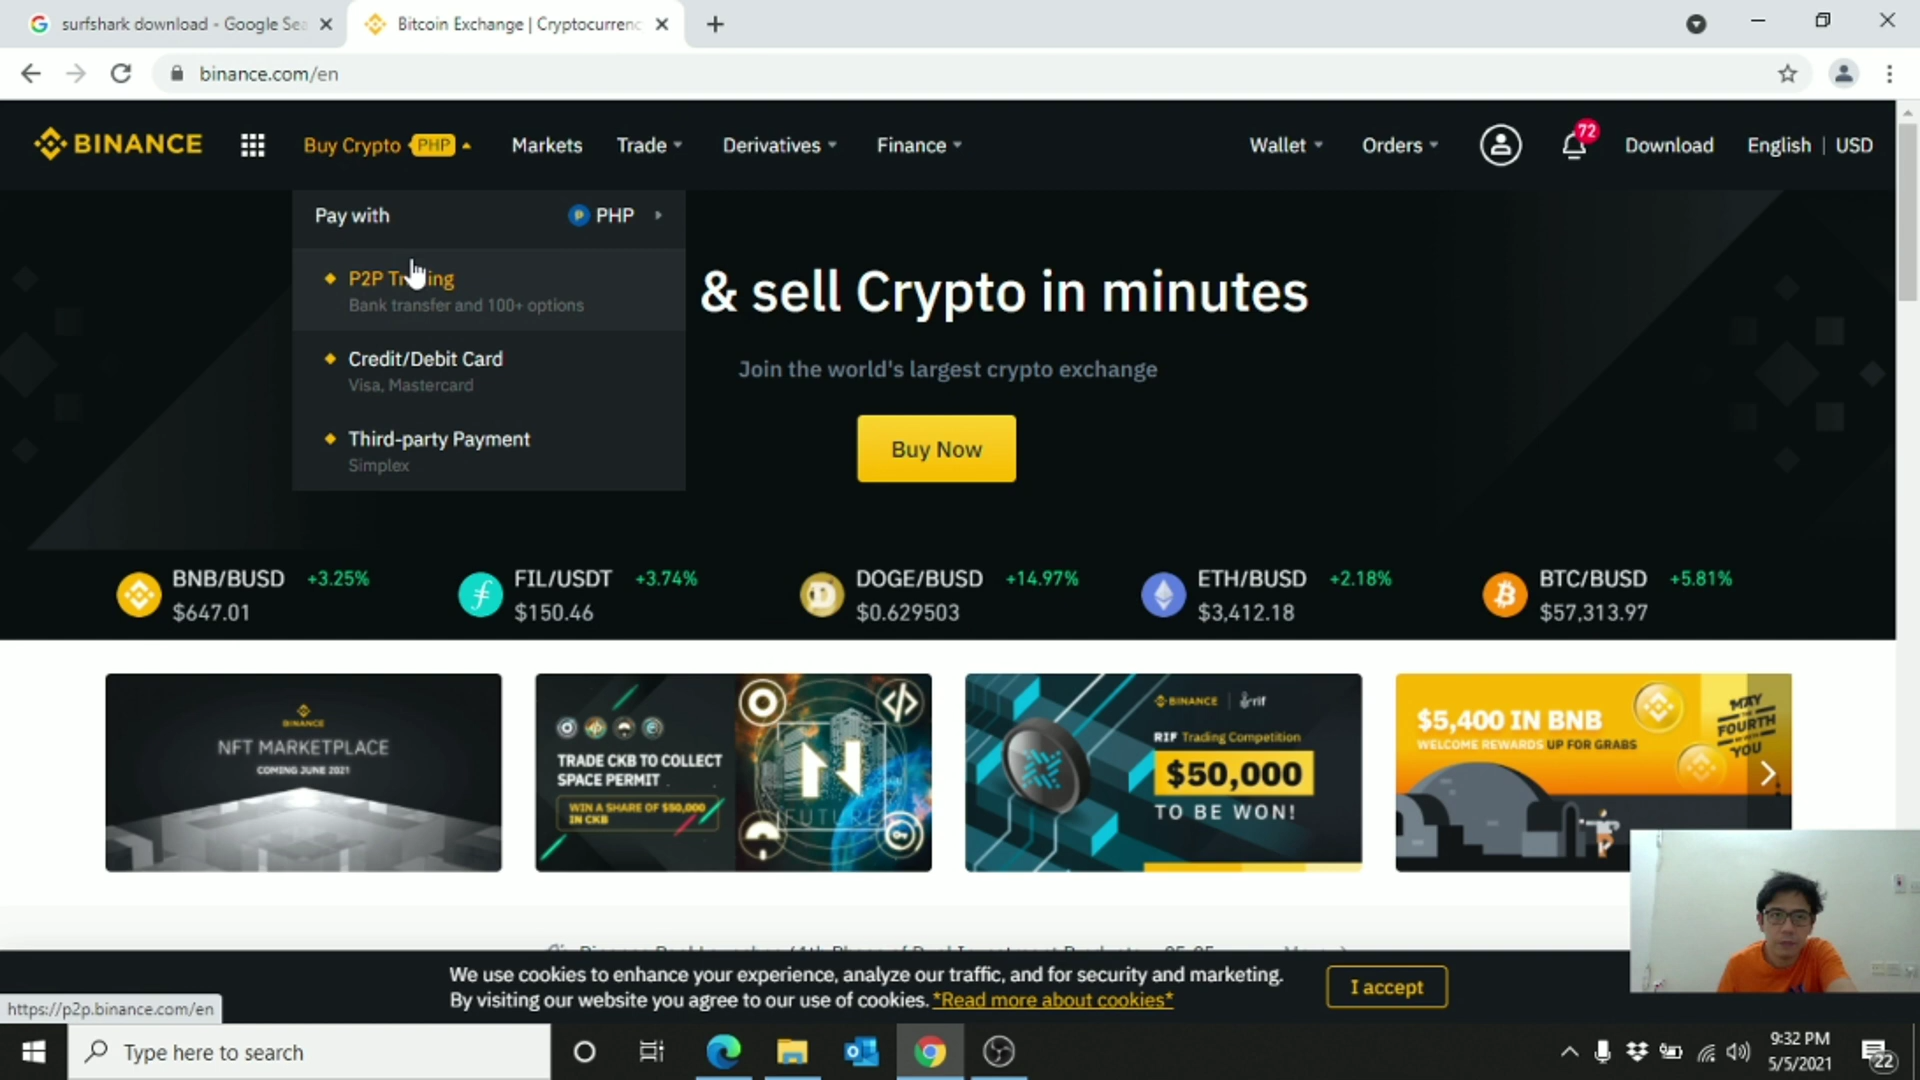 surfshark download - Google Sea
Bitcoin Exchange | Cryptocurrenc
binance.com/en
BINANCE
Buy Crypto
PHP
Markets
Trade
Derivatives
Finance
Wallet
Orders
72
Download
English
USD
Pay with
PHP
P2P Trading
Bank transfer and 100+ options
Credit/Debit Card
Visa, Mastercard
Third-party Payment
Simplex
& sell Crypto in minutes
Join the world's largest crypto exchange
Buy Now
BNB/BUSD +3.25%
$647.01
FIL/USDT +3.74%
$150.46
DOGE/BUSD +14.97%
$0.629503
ETH/BUSD +2.18%
$3,412.18
BTC/BUSD +5.81%
$57,313.97
BINANCE
NFT MARKETPLACE
COMING JUNE 2021
TRADE CKB TO COLLECT
SPACE PERMIT
WIN A SHARE OF $50,000
IN CKB
FUTURE
BINANCE rif
RIF Trading Competition
$50,000
TO BE WON!
$5,400 IN BNB
WELCOME REWARDS UP FOR GRABS
MAY
FOURTH
YOU
We use cookies to enhance your experience, analyze our traffic, and for security and marketing.
By visiting our website you agree to our use of cookies. *Read more about cookies*
I accept
https://p2p.binance.com/en
Type here to search
9:32 PM
5/5/2021
22